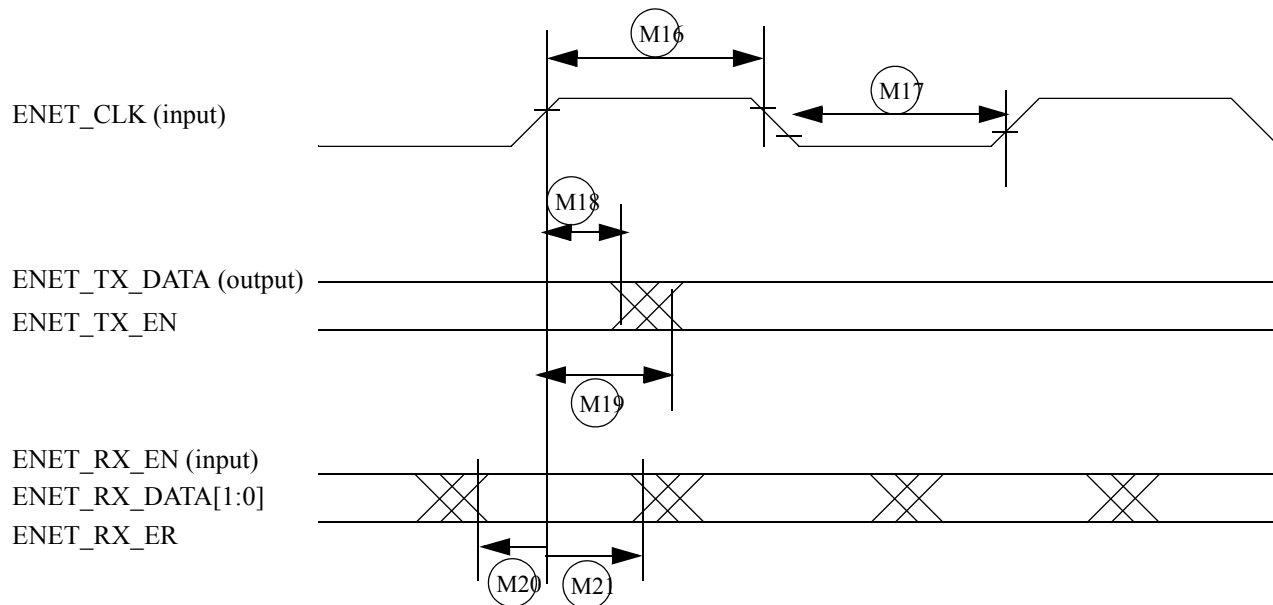 M16
ENET_CLK (input)
M17
M18
ENET_TX_DATA (output)
ENET_TX_EN
M19
ENET_RX_EN (input)
ENET_RX_DATA[1:0]
ENET_RX_ER
M20
M21